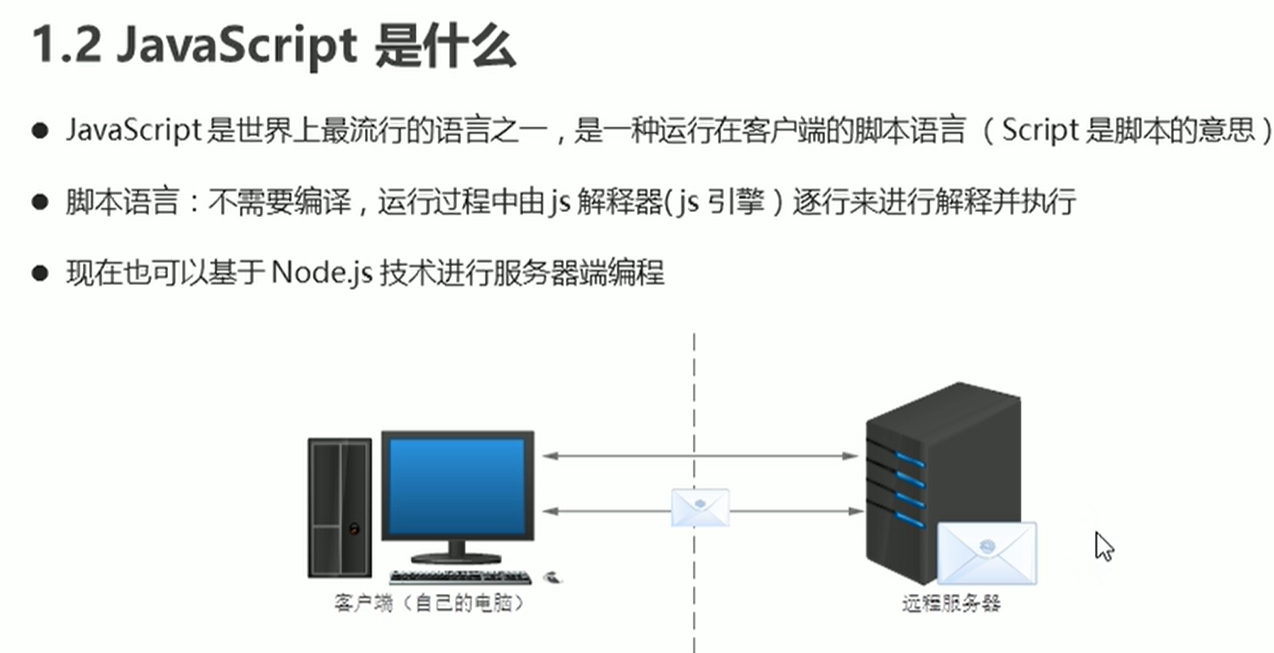 1.2 JavaScript 是什么
JavaScript 是世界上最流行的语言之一，是一种运行在客户端的脚本语言 （ Script 是脚本的意思 ）
脚本语言：不需要编译，运行过程中由 js 解释器( js 引擎 ）逐行来进行解释并执行
现在也可以基于 Node.js 技术进行服务器端编程
客户端（自己的电脑）
远程服务器